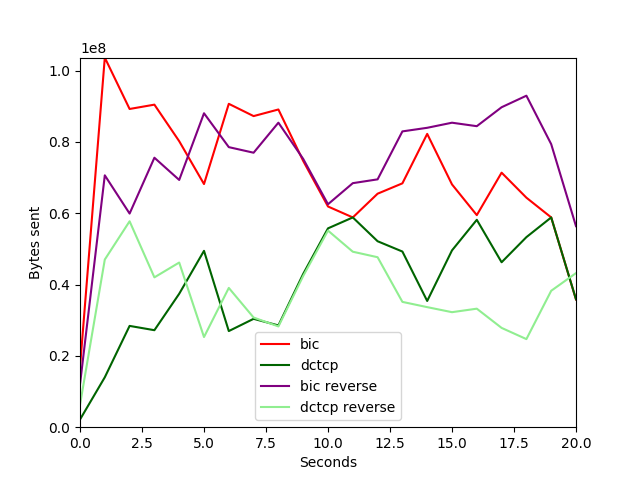 1e8
1.0
0.8
0.6
0.4
0.2
0.0
Bytes sent
bic
dctcp
bic reverse
dctcp reverse
0.0 2.5 5.0 7.5 10.0 12.5 15.0 17.5 20.0
Seconds